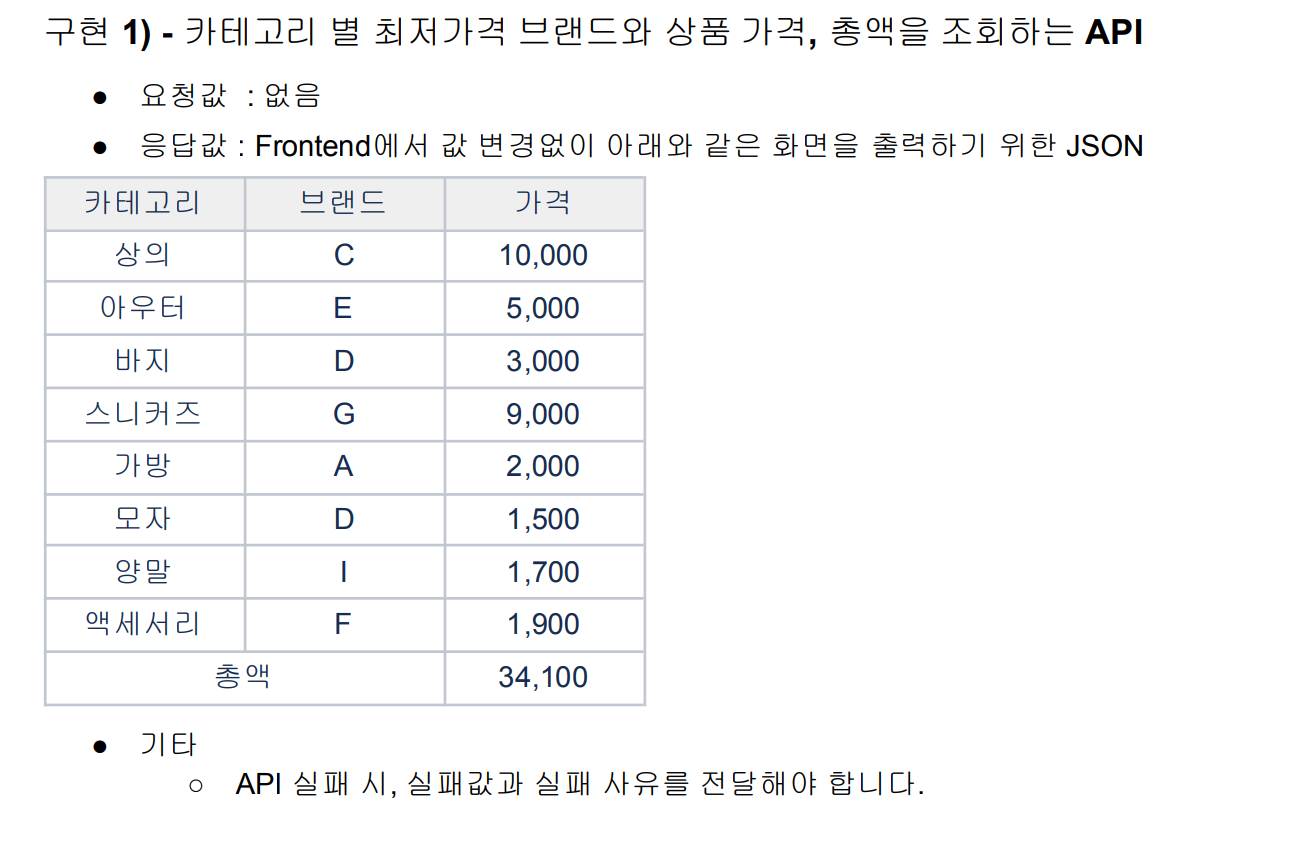 구현 1) - 카테고리 별 최저가격 브랜드와 상품 가격, 총액을 조회하는 API
● 요청값 : 없음
● 응답값 : Frontend에서 값 변경없이 아래와 같은 화면을 출력하기 위한 JSON
카테고리 브랜드 가격
상의 C 10,000
아우터 E 5,000
바지 D 3,000
스니커즈 G 9,000
가방 A 2,000
모자 D 1,500
양말 I 1,700
액세서리 F 1,900
총액 34,100
● 기타
○ API 실패 시, 실패값과 실패 사유를 전달해야 합니다.